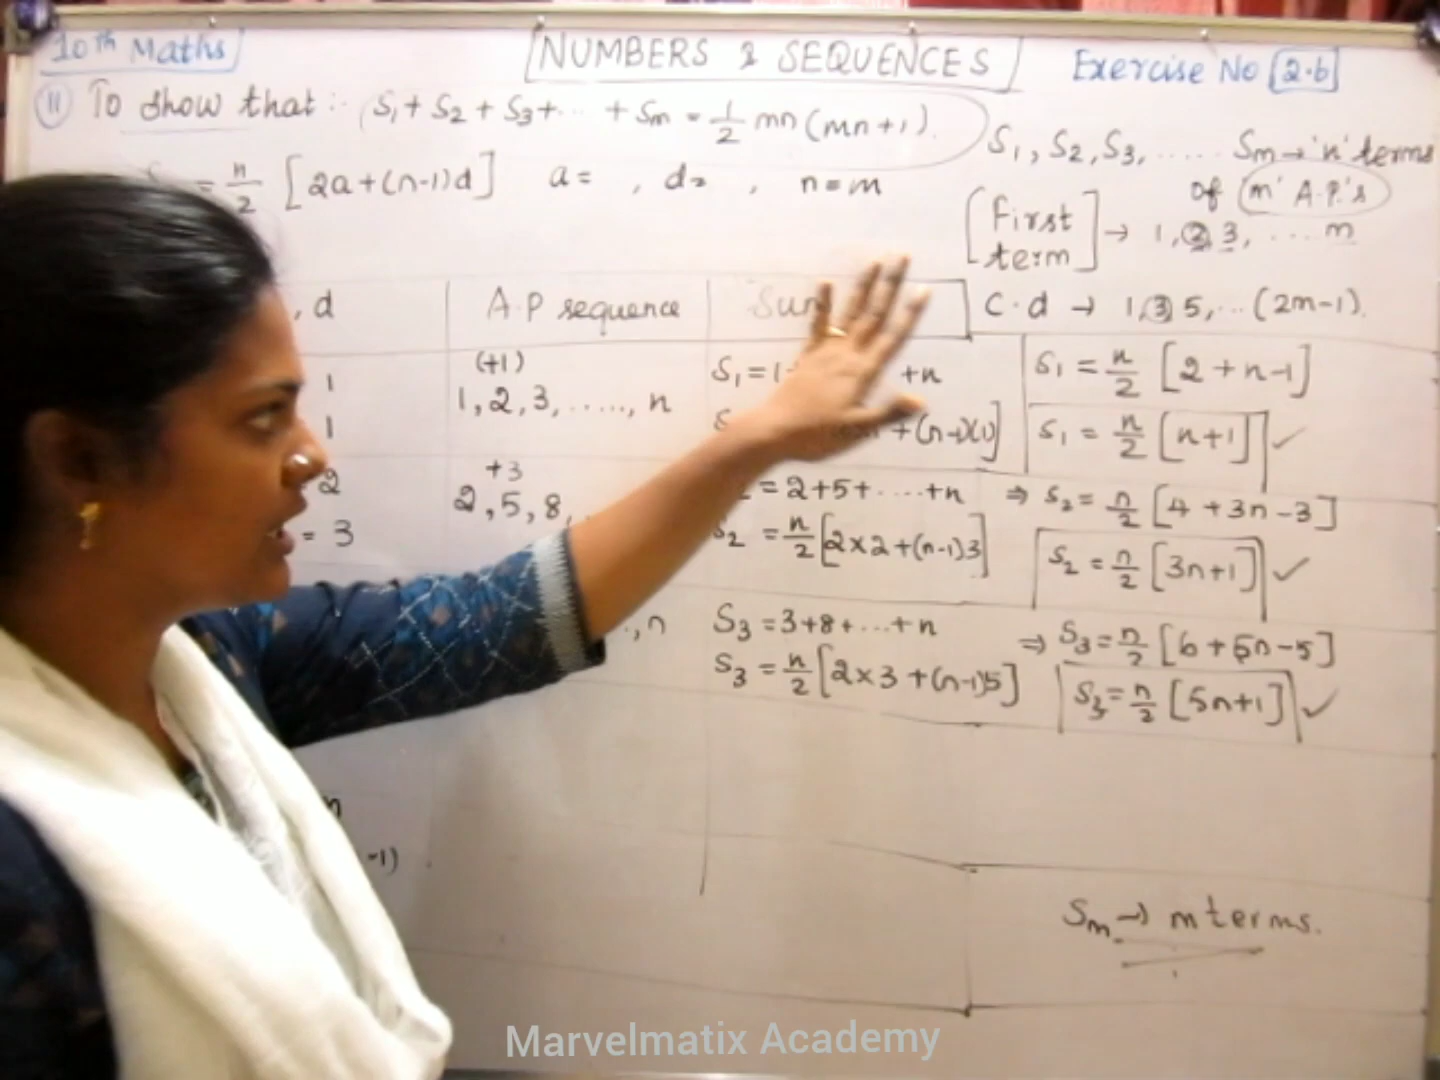 10th Maths
NUMBERS & SEQUENCES
Exercise No 2.6
11 To show that :- S1 + S2 + S3 + ... + Sm = 1/2 mn (mn+1).
S1, S2, S3, ...... Sm → 'n' terms
of 'm' A.P.'s
= n/2 [2a+(n-1)d] a= , d= , n=m
[First term] → 1, 2, 3, .... m
C.d → 1, 3, 5, ... (2m-1).
, d
A.P sequence
1
(+1)
1, 2, 3, ....., n
1
+n
+(n-1)(1)]
S1 = n/2 [2+n-1]
S1 = n/2 [n+1] ✓
2
+3
2, 5, 8,
= 3
= 2+5+.....+n
S2 = n/2 [2×2+(n-1)3]
⇒ S2 = n/2 [4+3n-3]
S2 = n/2 [3n+1] ✓
, n
S3 = 3+8+...+n
S3 = n/2 [2×3+(n-1)5]
⇒ S3 = n/2 [6+5n-5]
S3 = n/2 [5n+1] ✓
-1)
Sm → m terms.
Marvelmatix Academy